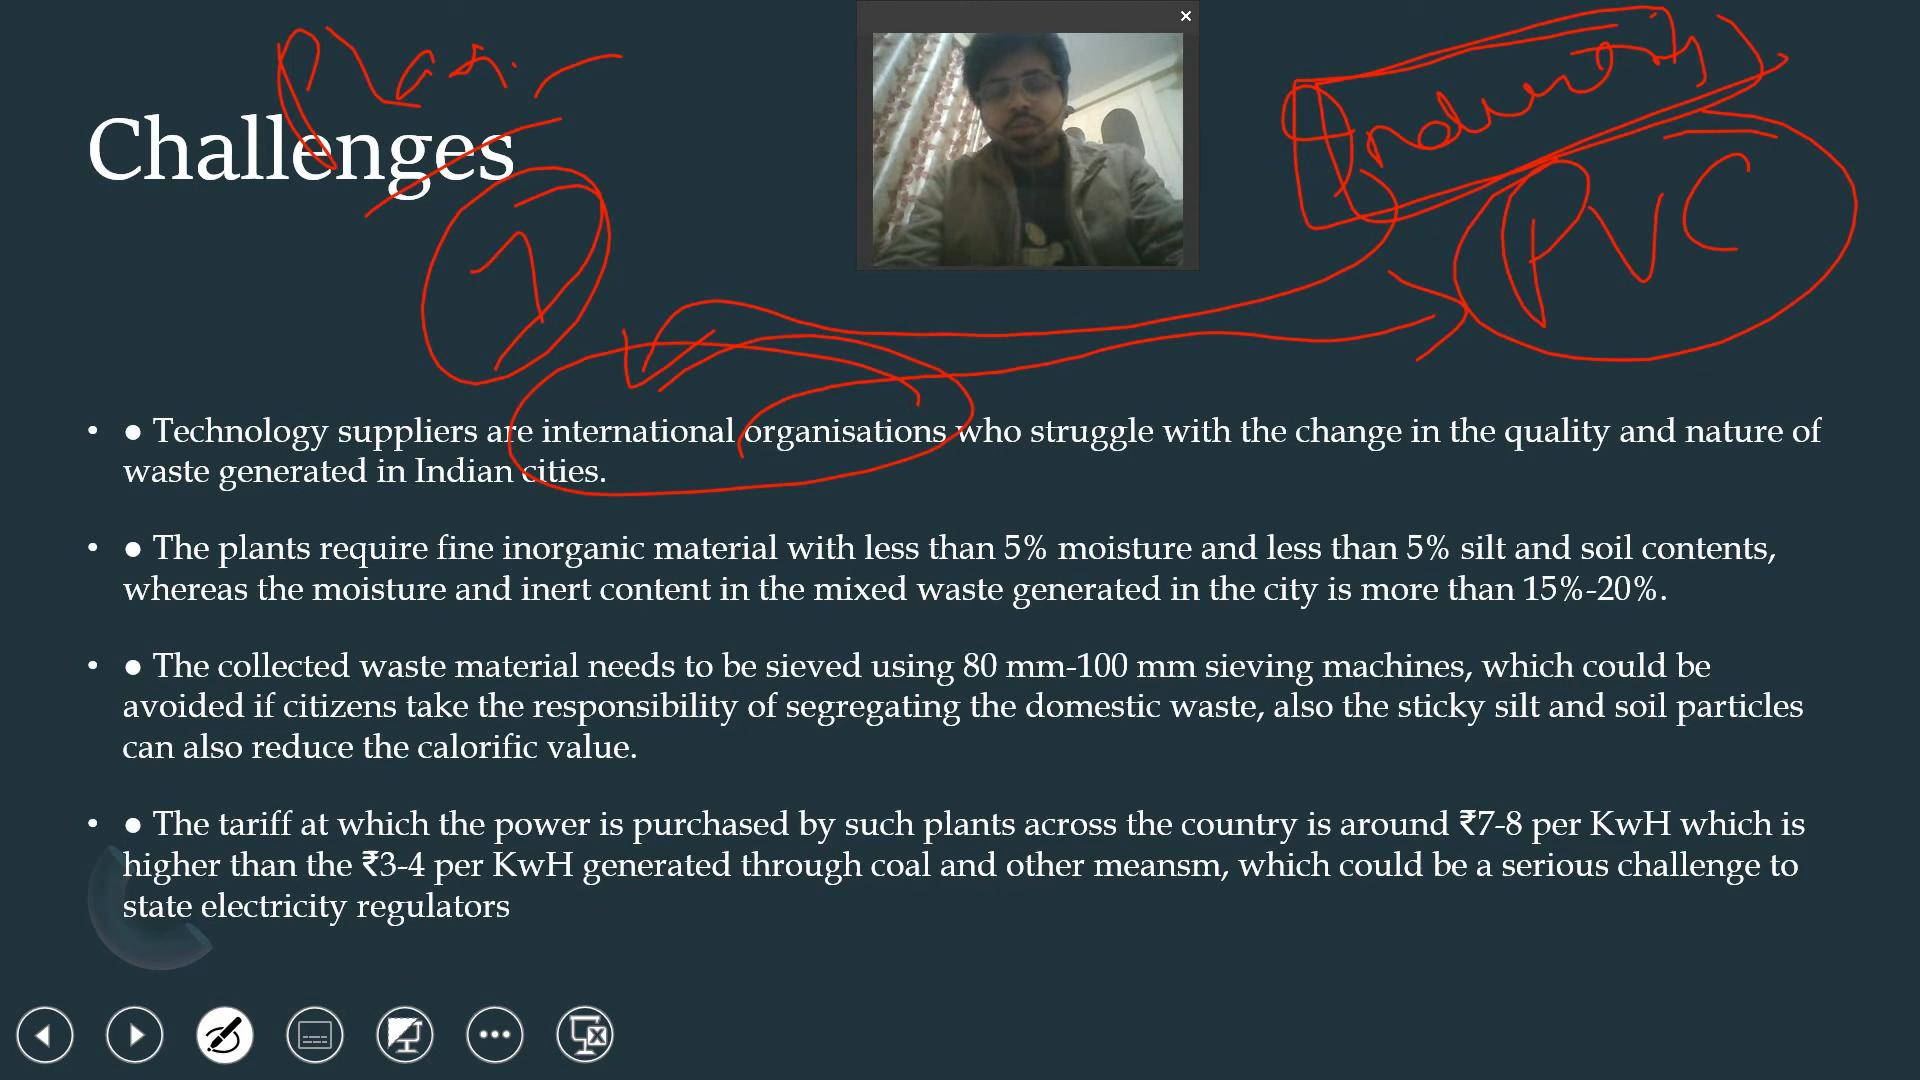 Challenges
PVC
• ● Technology suppliers are international organisations who struggle with the change in the quality and nature of
waste generated in Indian cities.
• ● The plants require fine inorganic material with less than 5% moisture and less than 5% silt and soil contents,
whereas the moisture and inert content in the mixed waste generated in the city is more than 15%-20%.
• ● The collected waste material needs to be sieved using 80 mm-100 mm sieving machines, which could be
avoided if citizens take the responsibility of segregating the domestic waste, also the sticky silt and soil particles
can also reduce the calorific value.
• ● The tariff at which the power is purchased by such plants across the country is around ₹7-8 per KwH which is
higher than the ₹3-4 per KwH generated through coal and other meansm, which could be a serious challenge to
state electricity regulators